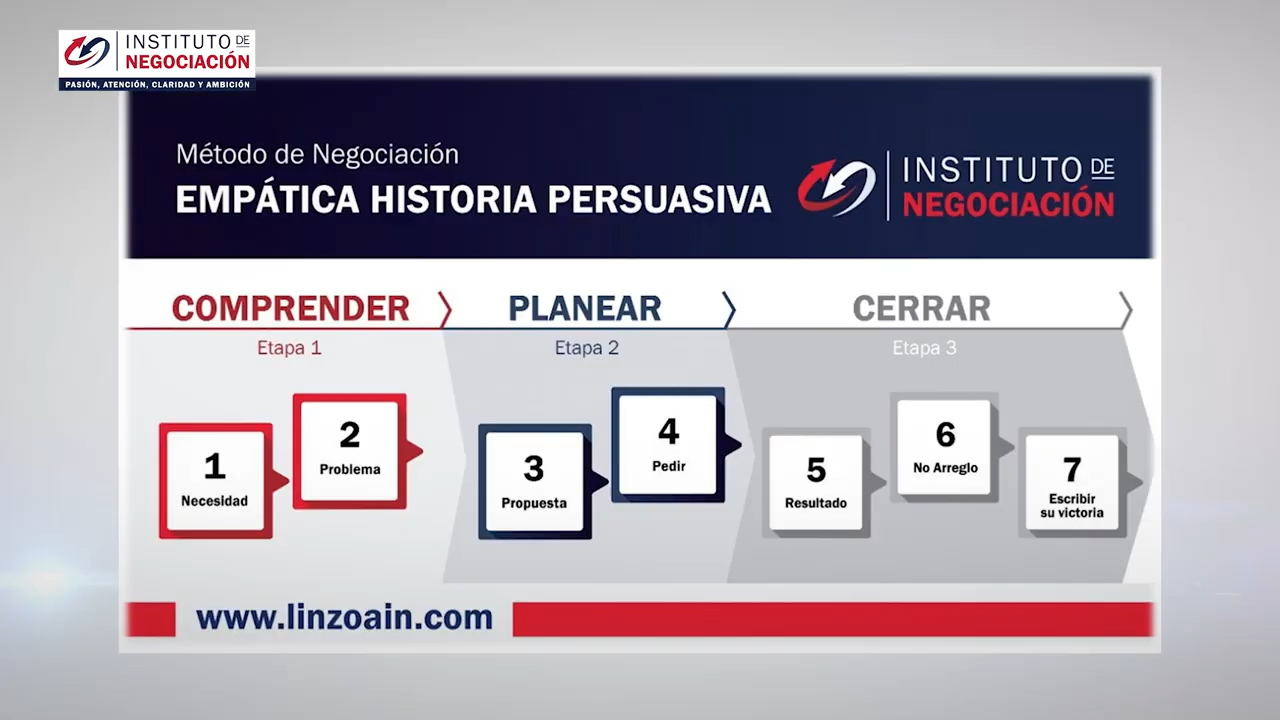 INSTITUTO DE
NEGOCIACIÓN
PASIÓN, ATENCIÓN, CLARIDAD Y AMBICIÓN
Método de Negociación
EMPÁTICA HISTORIA PERSUASIVA
INSTITUTO DE
NEGOCIACIÓN
COMPRENDER
Etapa 1
PLANEAR
Etapa 2
CERRAR
Etapa 3
1
Necesidad
2
Problema
3
Propuesta
4
Pedir
5
Resultado
6
No Arreglo
7
Escribir
su victoria
www.linzoain.com